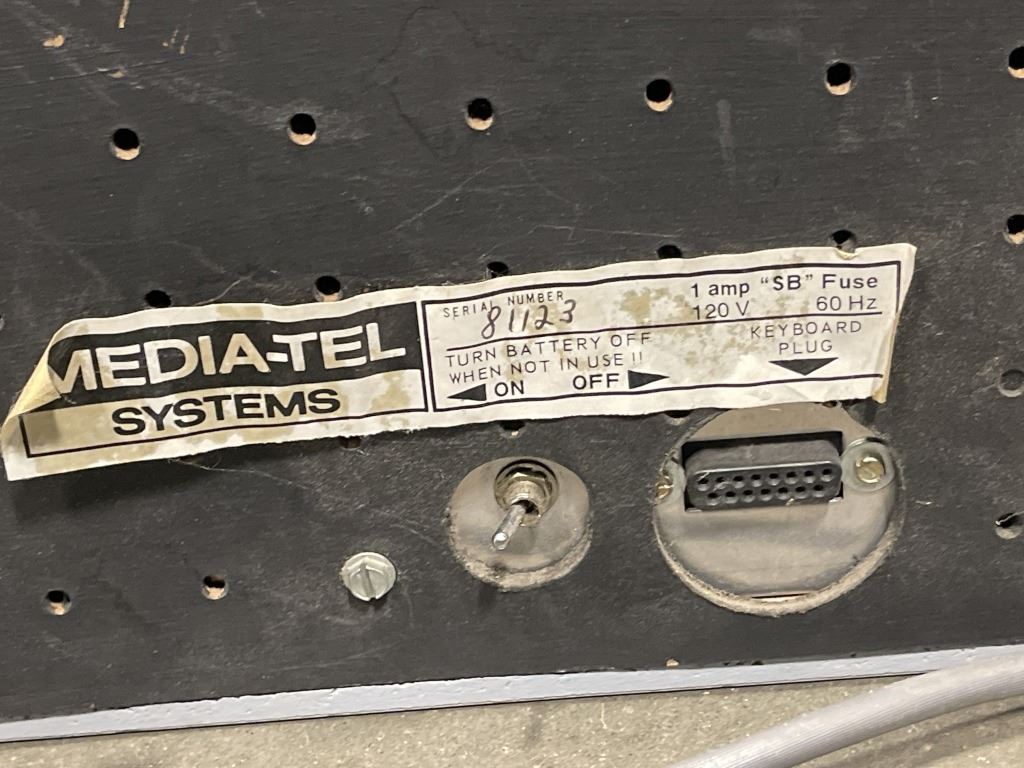 MEDIA-TEL
SYSTEMS
SERIAL NUMBER
81123
TURN BATTERY OFF
WHEN NOT IN USE !!
ON OFF
1 amp "SB" Fuse
120 V 60 Hz
KEYBOARD
PLUG